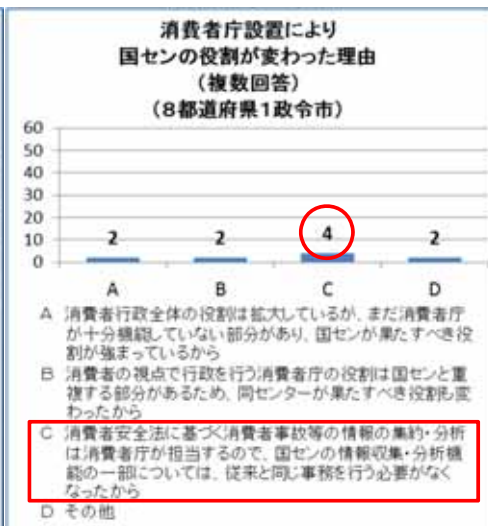 消費者庁設置により
国センの役割が変わった理由
(複数回答)
(8都道府県1政令市)
60
50
40
30
20
10
0
2
2
4
2
A
B
C
D
A 消費者行政全体の役割は拡大しているが、まだ消費者庁
が十分機能していない部分があり、国センが果たすべき役
割が強まっているから
B 消費者の視点で行政を行う消費者庁の役割は国センと重
複する部分があるため、同センターが果たすべき役割も変
わったから
C 消費者安全法に基づく消費者事故等の情報の集約・分析
は消費者庁が担当するので、国センの情報収集・分析機
能の一部については、従来と同じ事務を行う必要がなく
なったから
D その他